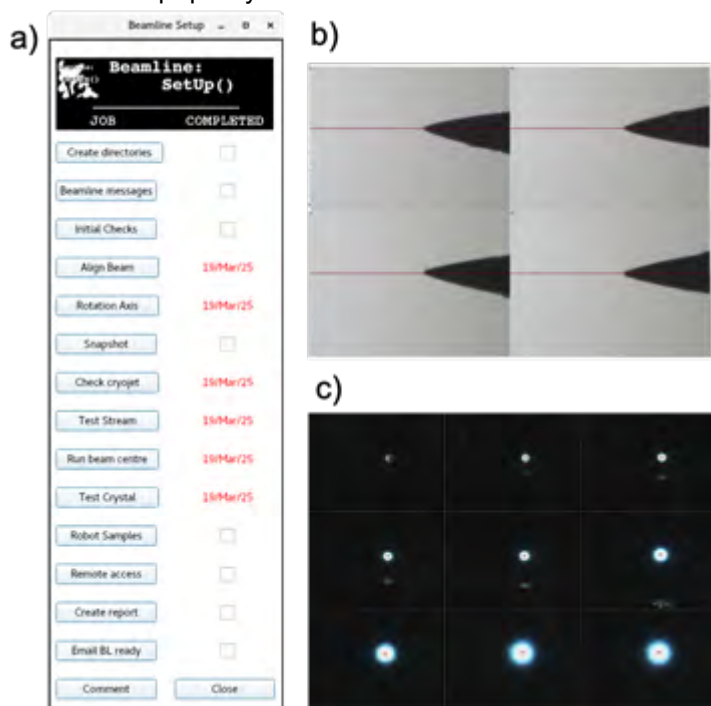 a)
Beamline Setup
Beamline:
SetUp()
JOB COMPLETED
Create directories
Beamline messages
Initial Checks
Align Beam 19/Mar/25
Rotation Axis 19/Mar/25
Snapshot
Check cryojet 19/Mar/25
Test Stream 19/Mar/25
Run beam centre 19/Mar/25
Test Crystal 19/Mar/25
Robot Samples
Remote access
Create report
Email BL ready
Comment Close
b)
c)